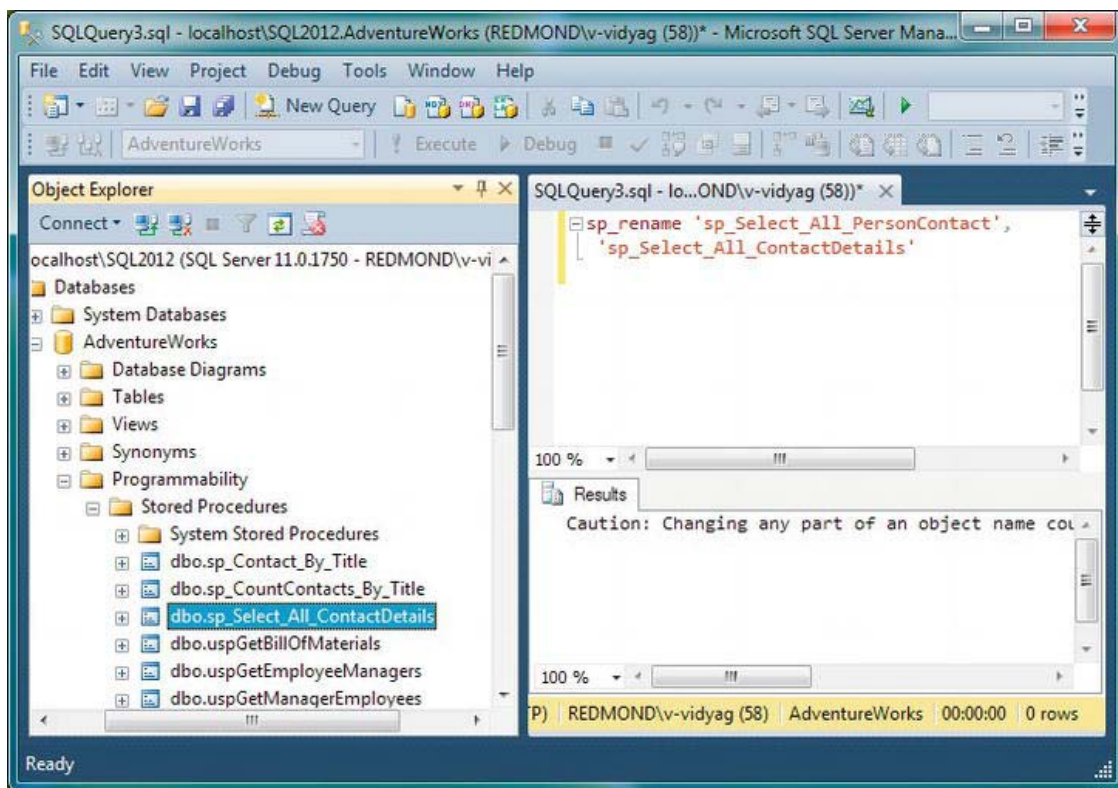 SQLQuery3.sql - localhost\SQL2012.AdventureWorks (REDMOND\v-vidyag (58))* - Microsoft SQL Server Mana...
File Edit View Project Debug Tools Window Help
New Query
AdventureWorks Execute Debug
Object Explorer
Connect
ocalhost\SQL2012 (SQL Server 11.0.1750 - REDMOND\v-vi
Databases
System Databases
AdventureWorks
Database Diagrams
Tables
Views
Synonyms
Programmability
Stored Procedures
System Stored Procedures
dbo.sp_Contact_By_Title
dbo.sp_CountContacts_By_Title
dbo.sp_Select_All_ContactDetails
dbo.uspGetBillOfMaterials
dbo.uspGetEmployeeManagers
dbo.uspGetManagerEmployees
SQLQuery3.sql - lo...OND\v-vidyag (58))*
sp_rename 'sp_Select_All_PersonContact',
'sp_Select_All_ContactDetails'
100 %
Results
Caution: Changing any part of an object name cou
100 %
P) REDMOND\v-vidyag (58) AdventureWorks 00:00:00 0 rows
Ready